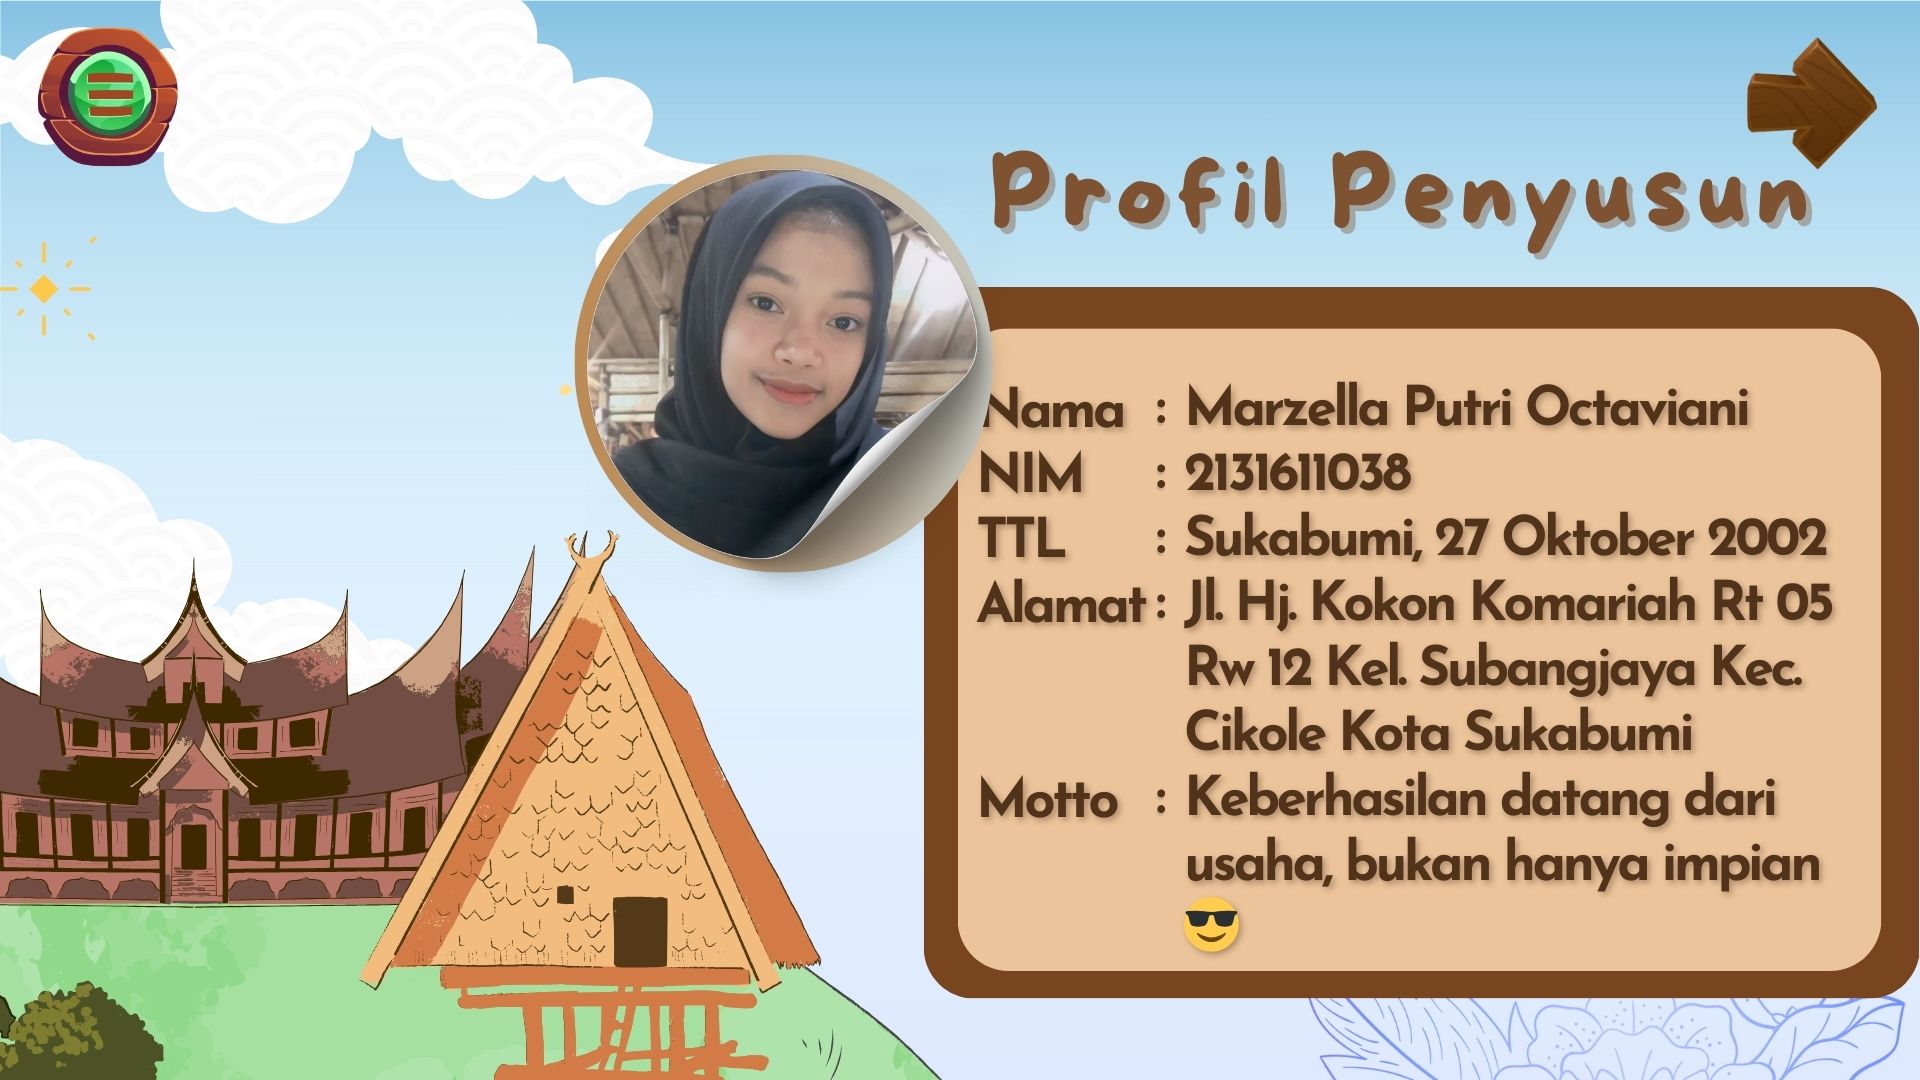 Profil Penyusun
Nama : Marzella Putri Octaviani
NIM : 2131611038
TTL : Sukabumi, 27 Oktober 2002
Alamat : Jl. Hj. Kokon Komariah Rt 05
Rw 12 Kel. Subangjaya Kec.
Cikole Kota Sukabumi
Motto : Keberhasilan datang dari
usaha, bukan hanya impian
😎